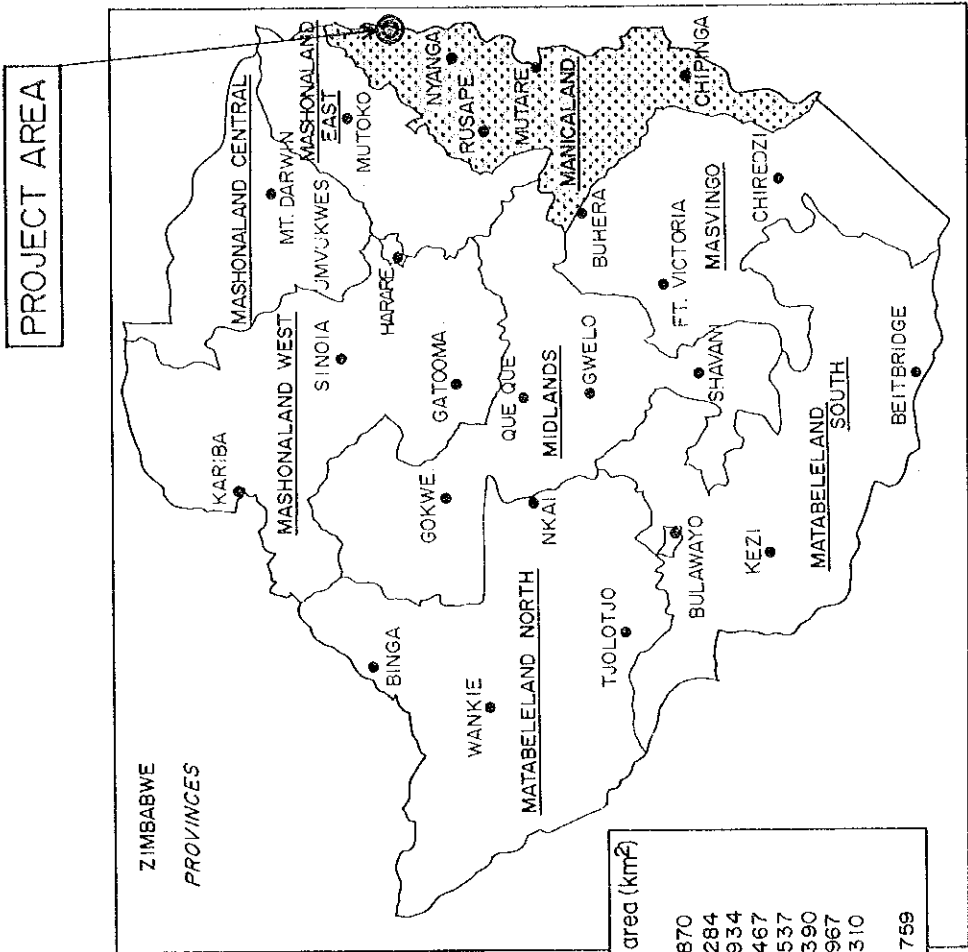 PROJECT AREA
ZIMBABWE
PROVINCES
MASHONALAND CENTRAL
MT. DARWIN
MASHONALAND
EAST
MUTOKO
KARIBA
MASHONALAND WEST
SINOIA
JMVUKWES
HARARE
NYANGA
RUSAPE
MUTARE
MANICALAND
CHIPINGA
BINGA
WANKIE
GOKWE
GATOOMA
QUE QUE
MIDLANDS
GWELO
NKAI
MATABELELAND NORTH
TJOLOTJO
BUHERA
FT. VICTORIA
MASVINGO
CHIREDZI
SHAVAM
BULAWAYO
KEZI
MATABELELAND
SOUTH
BEITBRIDGE
area (km²)
870
284
934
467
537
390
967
310
759